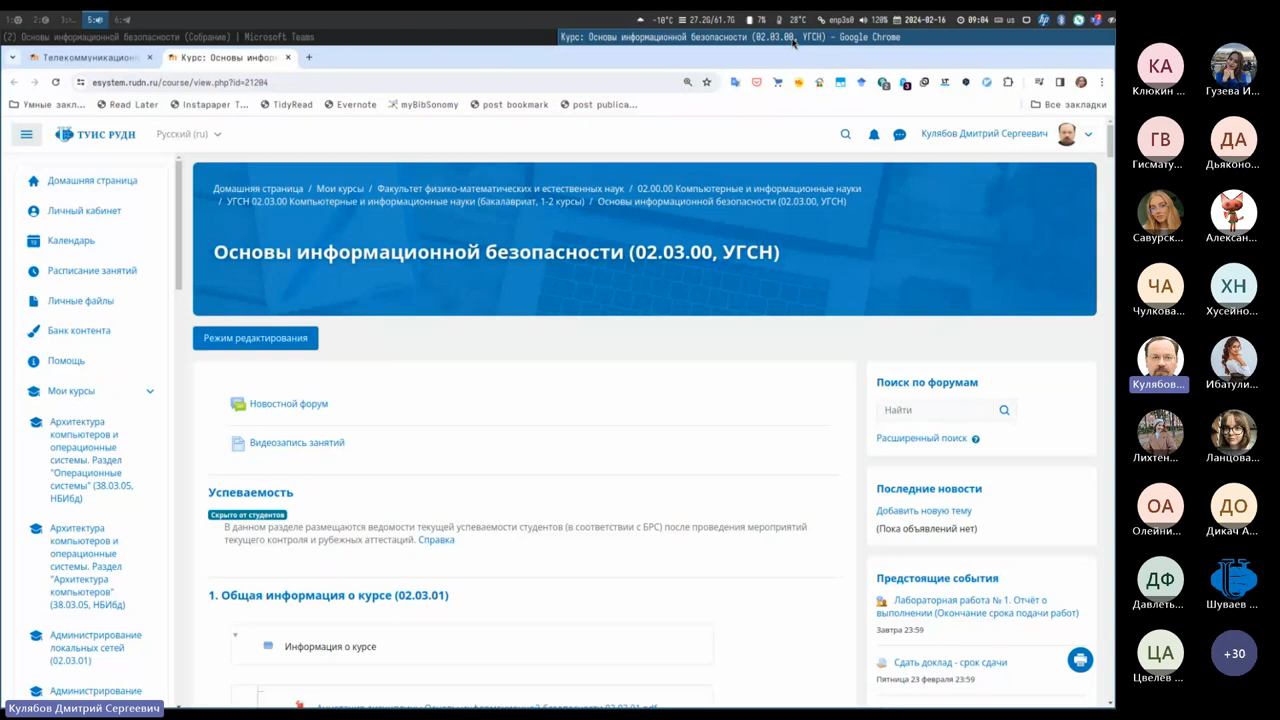 -10°C 27.2G/61.7G 7% 28°C enp3s0 120% 2024-02-16 09:04 us
(2) Основы информационной безопасности (Собрание) | Microsoft Teams
Курс: Основы информационной безопасности (02.03.00, УГСН) - Google Chrome
Телекоммуникацион
Курс: Основы инфор
esystem.rudn.ru/course/view.php?id=21204
Умные закл...
Read Later
Instapaper T...
TidyRead
Evernote
myBibSonomy
post bookmark
post publica...
Все закладки
ТУИС РУДН
Русский (ru)
Кулябов Дмитрий Сергеевич
Домашняя страница
Личный кабинет
Календарь
Расписание занятий
Личные файлы
Банк контента
Помощь
Мои курсы
Архитектура
компьютеров и
операционные
системы. Раздел
"Операционные
системы" (38.03.05,
НБИбд)
Архитектура
компьютеров и
операционные
системы. Раздел
"Архитектура
компьютеров"
(38.03.05, НБИбд)
Администрирование
локальных сетей
(02.03.01)
Администрирование
Домашняя страница / Мои курсы / Факультет физико-математических и естественных наук / 02.00.00 Компьютерные и информационные науки
/ УГСН 02.03.00 Компьютерные и информационные науки (бакалавриат, 1-2 курсы) / Основы информационной безопасности (02.03.00, УГСН)
Основы информационной безопасности (02.03.00, УГСН)
Режим редактирования
Новостной форум
Видеозапись занятий
Успеваемость
Скрыто от студентов
В данном разделе размещаются ведомости текущей успеваемости студентов (в соответствии с БРС) после проведения мероприятий
текущего контроля и рубежных аттестаций. Справка
1. Общая информация о курсе (02.03.01)
Информация о курсе
Поиск по форумам
Найти
Расширенный поиск
Последние новости
Добавить новую тему
(Пока объявлений нет)
Предстоящие события
Лабораторная работа № 1. Отчёт о
выполнении (Окончание срока подачи работ)
Завтра 23:59
Сдать доклад - срок сдачи
Пятница 23 февраля 23:59
Кулябов Дмитрий Сергеевич
КА
Клюкин ...
Гузева И...
ГВ
Гисмату...
ДА
Дьяконо...
Савурск...
Алексан...
ЧА
Чулкова...
ХН
Хусейно...
Кулябов...
Ибатули...
Лихтен...
Ланцова...
ОА
Олейни...
ДО
Дикач А...
ДФ
Давлеть...
Шуваев ...
ЦА
Цвелев ...
+30